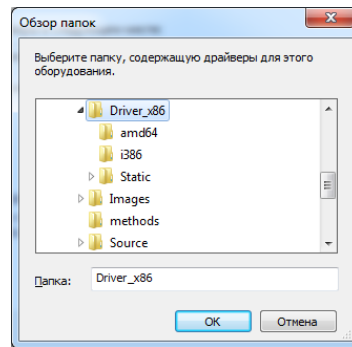 Обзор папок
Выберите папку, содержащую драйверы для этого
оборудования.
Driver_x86
amd64
i386
Static
Images
methods
Source
Папка:
Driver_x86
OK
Отмена